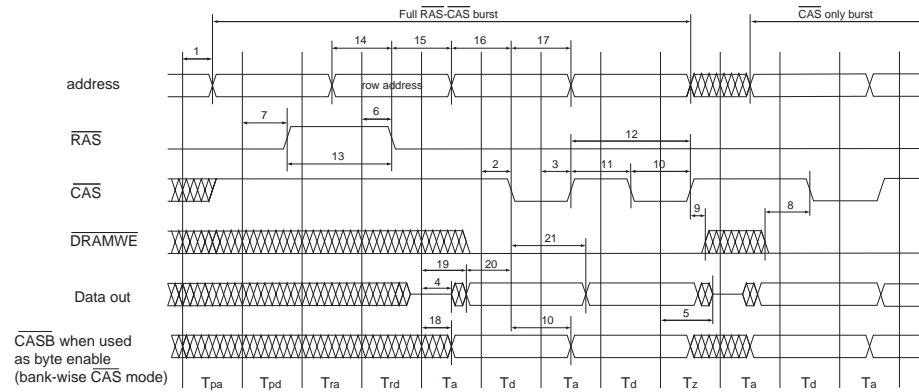 Full RAS-CAS burst
CAS only burst
1
14
15
16
17
address
row address
7
6
12
RAS
13
2
3
11
10
CAS
9
8
DRAMWE
21
19
20
4
Data out
5
18
10
CASB when used
as byte enable
(bank-wise CAS mode)
Tpa
Tpd
Tra
Trd
Ta
Td
Ta
Td
Tz
Ta
Td
Ta